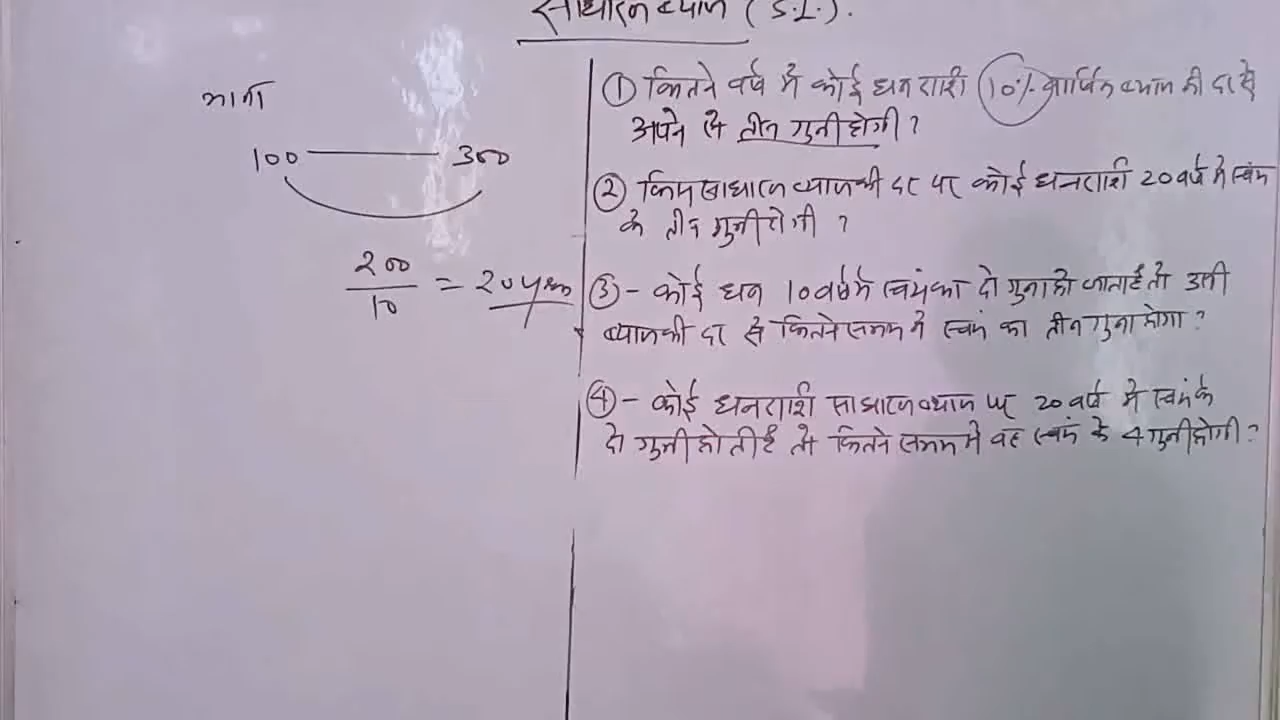 साधारण ब्याज (S.I.).
माना
100 — 300
200
10
= 20 years
① कितने वर्ष में कोई धनराशी 10% वार्षिक ब्याज की दर से
अपने से तीन गुनी होगी ?
② किस साधारण ब्याज की दर पर कोई धनराशी 20 वर्ष में स्वंम
के तीन गुनी होगी ?
③ - कोई धन 10 वर्ष मे स्वयं का दो गुना हो जाता है तो उसी
ब्याज की दर से कितने समय में स्वयं का तीन गुना होगा ?
④ - कोई धनराशि साधारण ब्याज पर 20 वर्ष में स्वयं के
दो गुनी होती है तो कितने समय मे वह स्वयं के 4 गुनी होगी ?